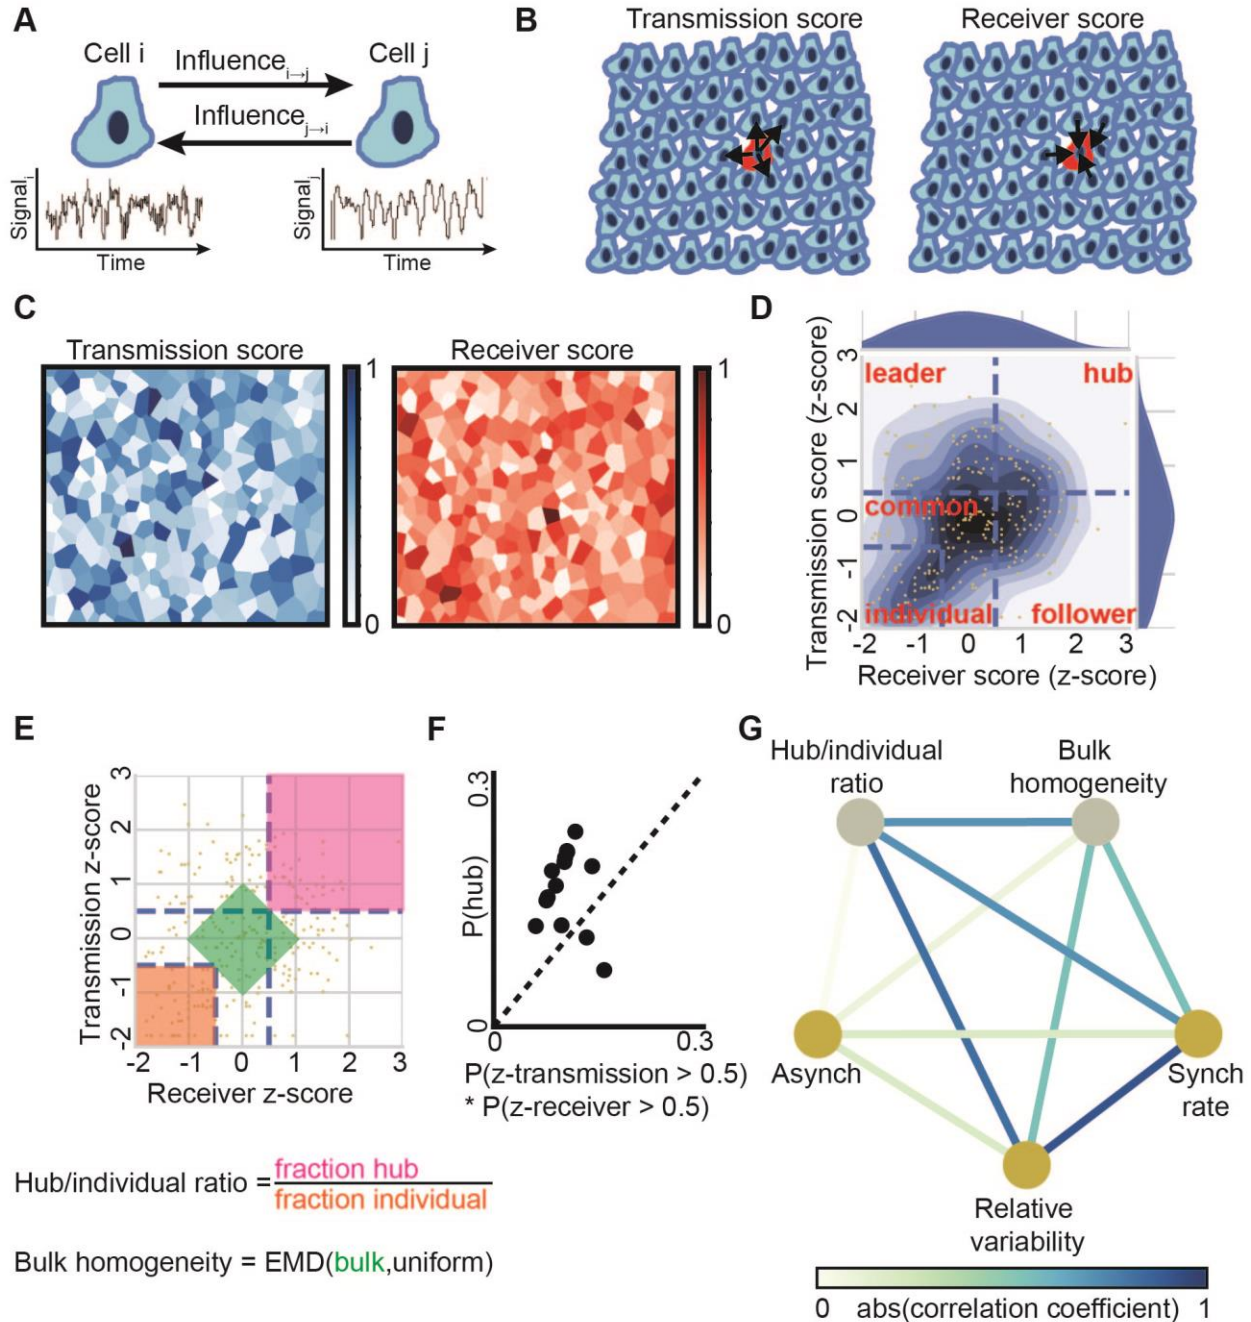 A
Cell i
Cell j
Influence i→j
Influence j→i
Signal i
Time
Signal j
Time
B
Transmission score
Receiver score
C
Transmission score
1
0
Receiver score
1
0
D
Transmission score (z-score)
3
2
1
0
-1
-2
leader
hub
common
individual
follower
-2 -1 0 1 2 3
Receiver score (z-score)
E
Transmission z-score
3
2
1
0
-1
-2
-2 -1 0 1 2 3
Receiver z-score
Hub/individual ratio = fraction hub
fraction individual
Bulk homogeneity = EMD(bulk,uniform)
F
P(hub)
0.3
0
0 0.3
P(z-transmission > 0.5)
* P(z-receiver > 0.5)
G
Hub/individual
ratio
Bulk
homogeneity
Asynch
Synch
rate
Relative
variability
0 abs(correlation coefficient) 1